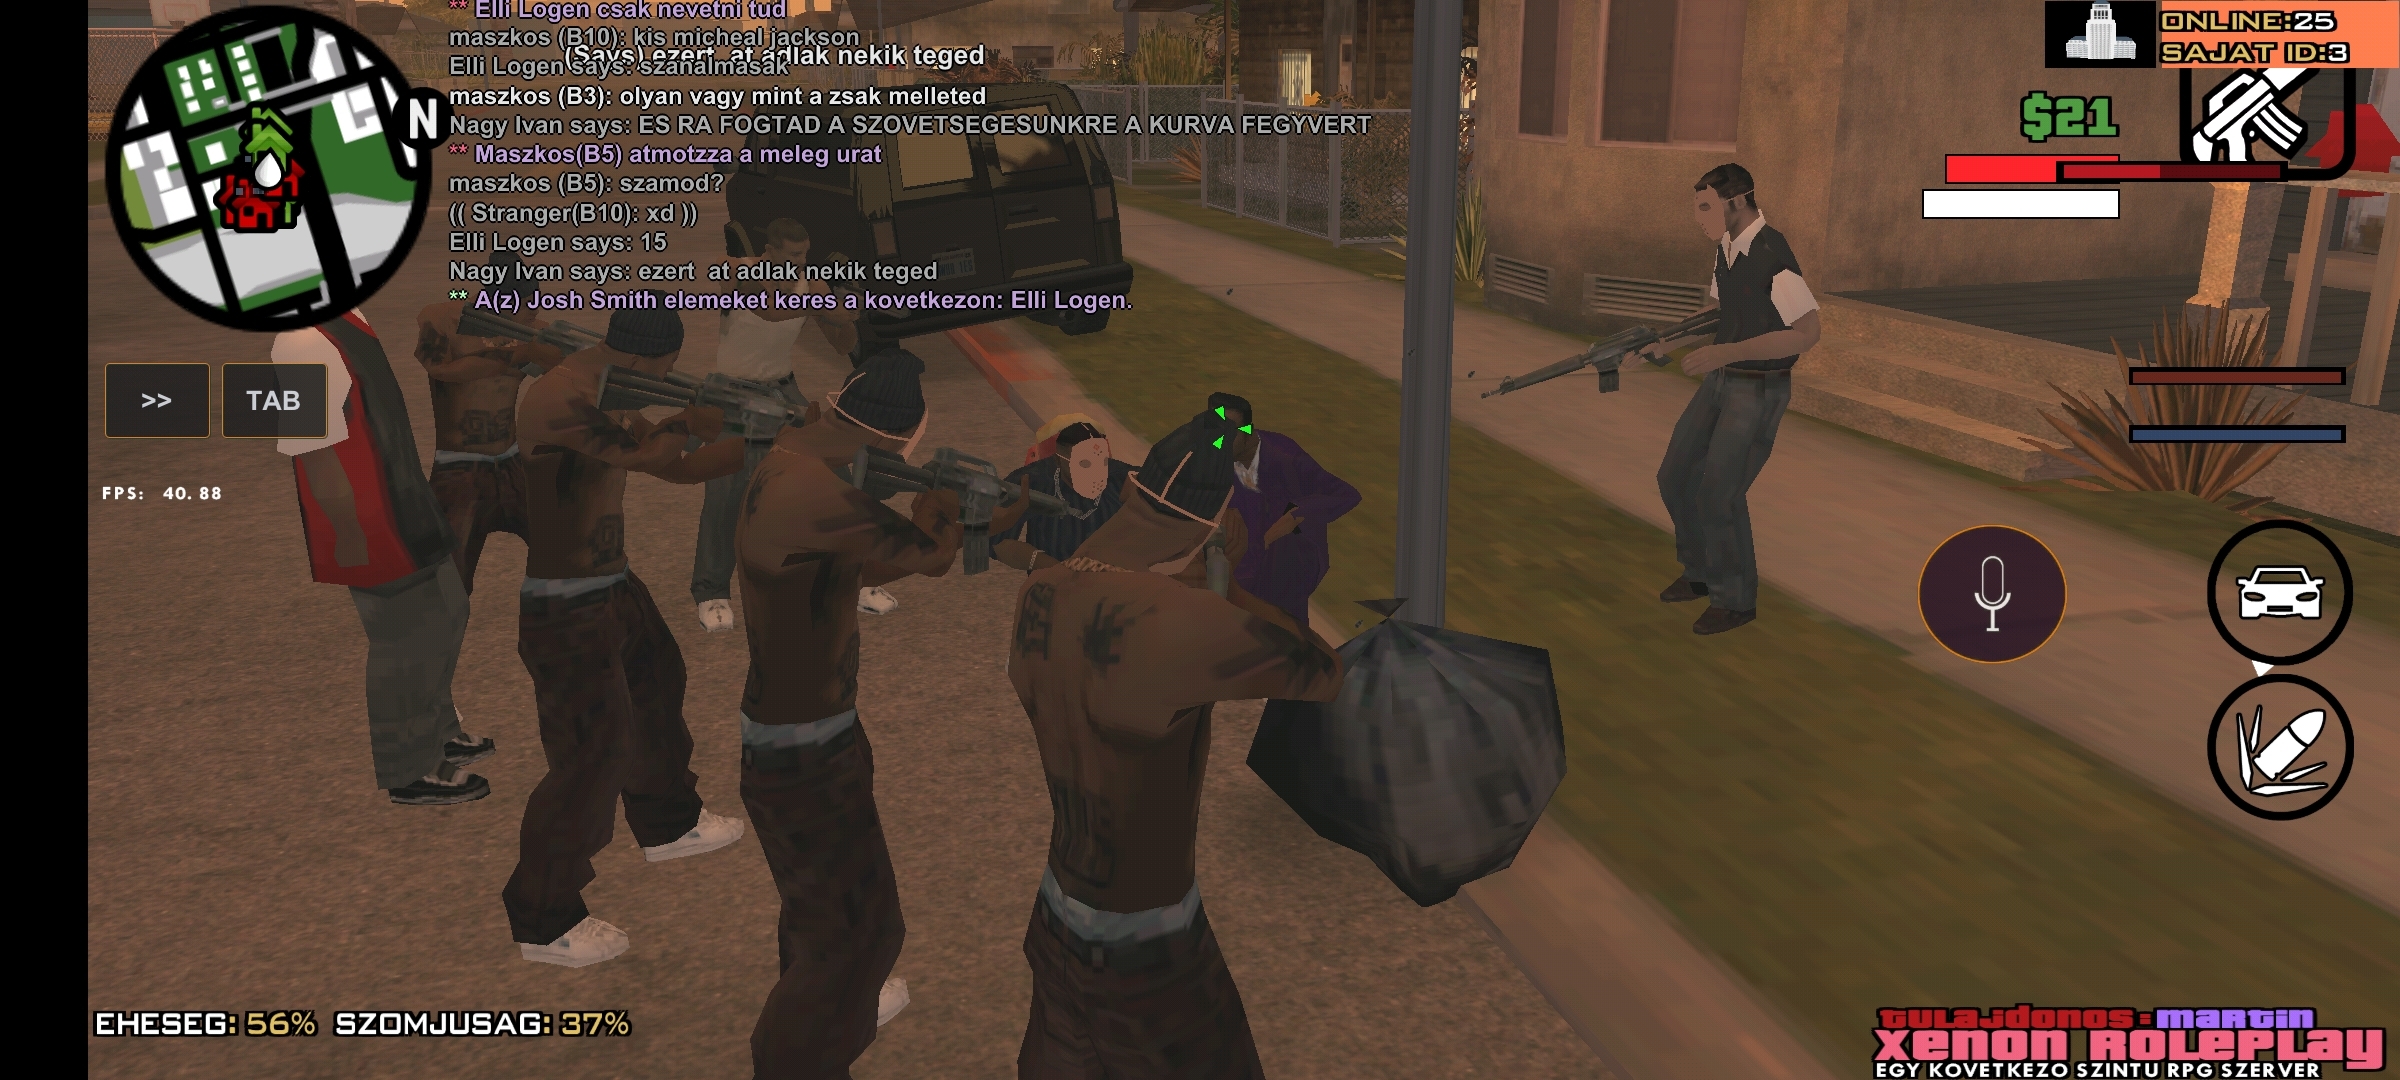 ** Elli Logen csak nevetni tud
maszkos (B10): kis micheal jackson
(Says) ezert at adlak nekik teged
Elli Logen says: szanalmasak
maszkos (B3): olyan vagy mint a zsak melleted
Nagy Ivan says: ES RA FOGTAD A SZOVETSEGESUNKRE A KURVA FEGYVERT
** Maszkos(B5) atmotzza a meleg urat
maszkos (B5): szamod?
(( Stranger(B10): xd ))
Elli Logen says: 15
Nagy Ivan says: ezert at adlak nekik teged
** A(z) Josh Smith elemeket keres a kovetkezon: Elli Logen.
ONLINE:25
SAJAT ID:3
$21
N
>>
TAB
FPS: 40.88
EHESEG: 56% SZOMJUSAG: 37%
tulajdonos: martin
Xenon Roleplay
EGY KOVETKEZO SZINTU RPG SZERVER